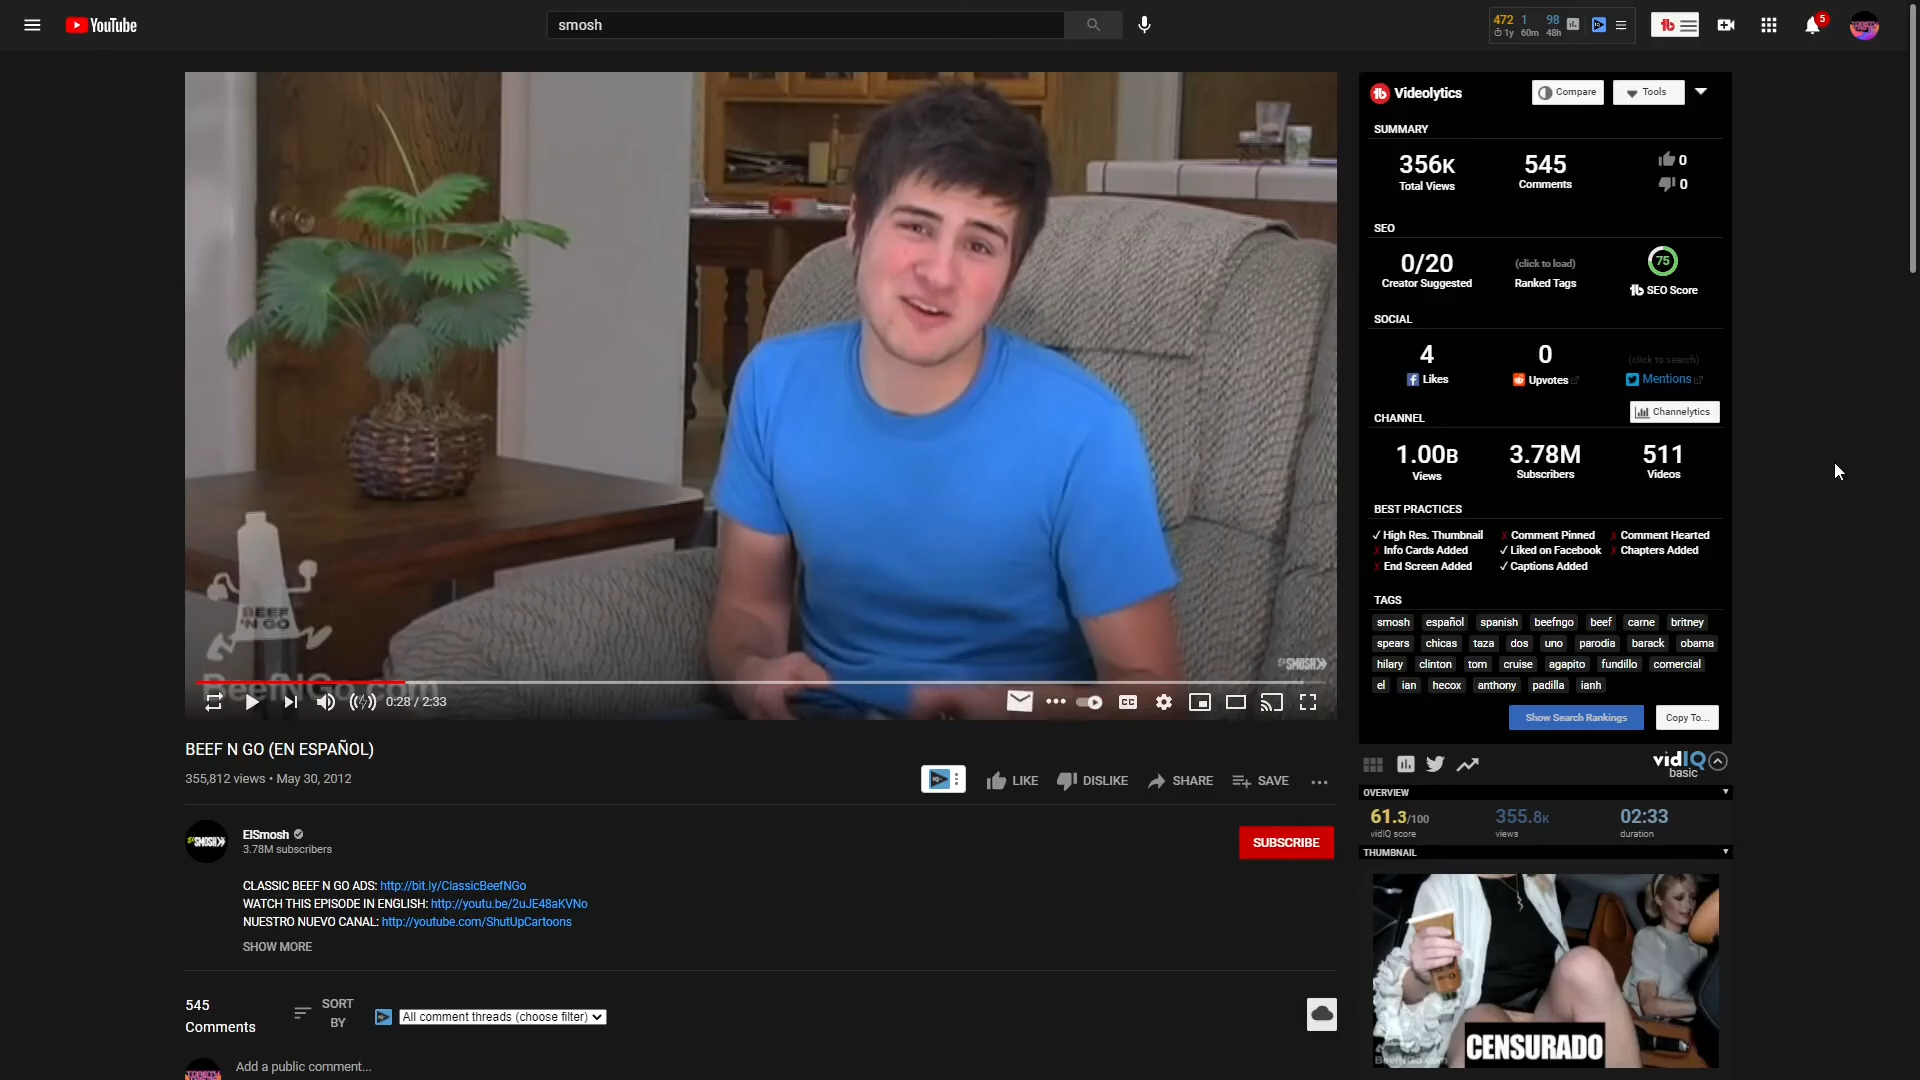 YouTube
smosh
472 1 98
1y 60m 48h
5
Videolytics
Compare
Tools
SUMMARY
356K
Total Views
545
Comments
0
0
SEO
0/20
Creator Suggested
(click to load)
Ranked Tags
75
SEO Score
SOCIAL
4
Likes
0
Upvotes
(click to search)
Mentions
CHANNEL
Channelytics
1.00B
Views
3.78M
Subscribers
511
Videos
BEST PRACTICES
High Res. Thumbnail Comment Pinned Comment Hearted
Info Cards Added Liked on Facebook Chapters Added
End Screen Added Captions Added
TAGS
smosh español spanish beefngo beef carne britney
spears chicas taza dos uno parodia barack obama
hilary clinton tom cruise agapito fundillo comercial
el ian hecox anthony padilla ianh
Show Search Rankings
Copy To...
BEEF
'N GO
BeefNGo.com
SMOSH
0:28 / 2:33
BEEF N GO (EN ESPAÑOL)
355,812 views • May 30, 2012
LIKE
DISLIKE
SHARE
SAVE
vidIQ
basic
OVERVIEW
61.3/100
vidIQ score
355.8K
views
02:33
duration
THUMBNAIL
CENSURADO
BeefNGo.com
SMOSH
ElSmosh
3.78M subscribers
SUBSCRIBE
CLASSIC BEEF N GO ADS: http://bit.ly/ClassicBeefNGo
WATCH THIS EPISODE IN ENGLISH: http://youtu.be/2uJE48aKVNo
NUESTRO NUEVO CANAL: http://youtube.com/ShutUpCartoons
SHOW MORE
545
Comments
SORT
BY
All comment threads (choose filter)
Add a public comment...